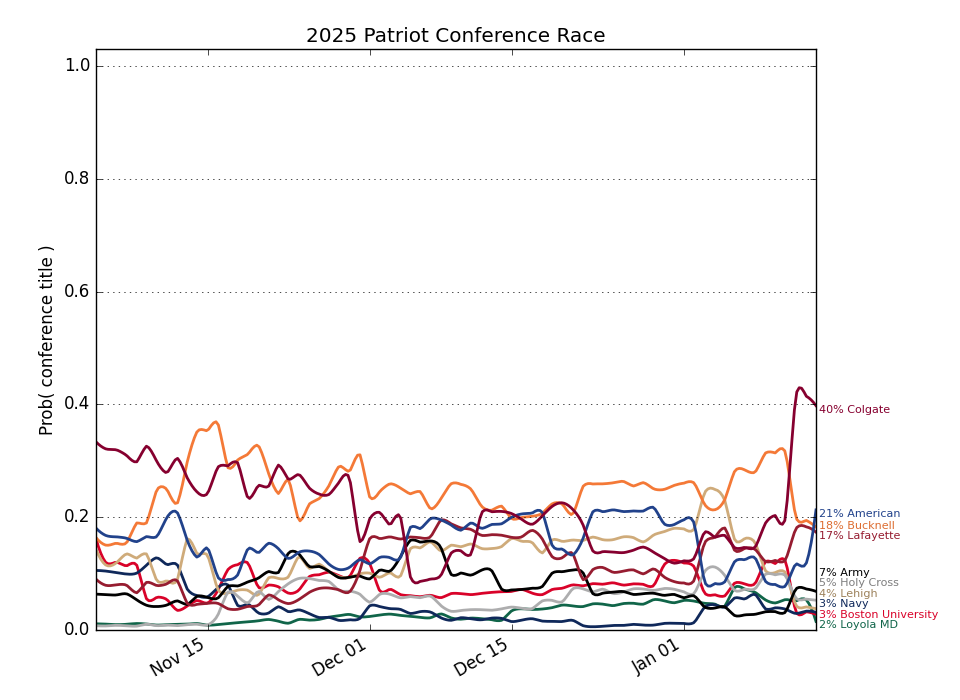 2025 Patriot Conference Race
Prob( conference title )
1.0
0.8
0.6
0.4
0.2
0.0
Nov 15
Dec 01
Dec 15
Jan 01
40% Colgate
21% American
18% Bucknell
17% Lafayette
7% Army
5% Holy Cross
4% Lehigh
3% Navy
3% Boston University
2% Loyola MD